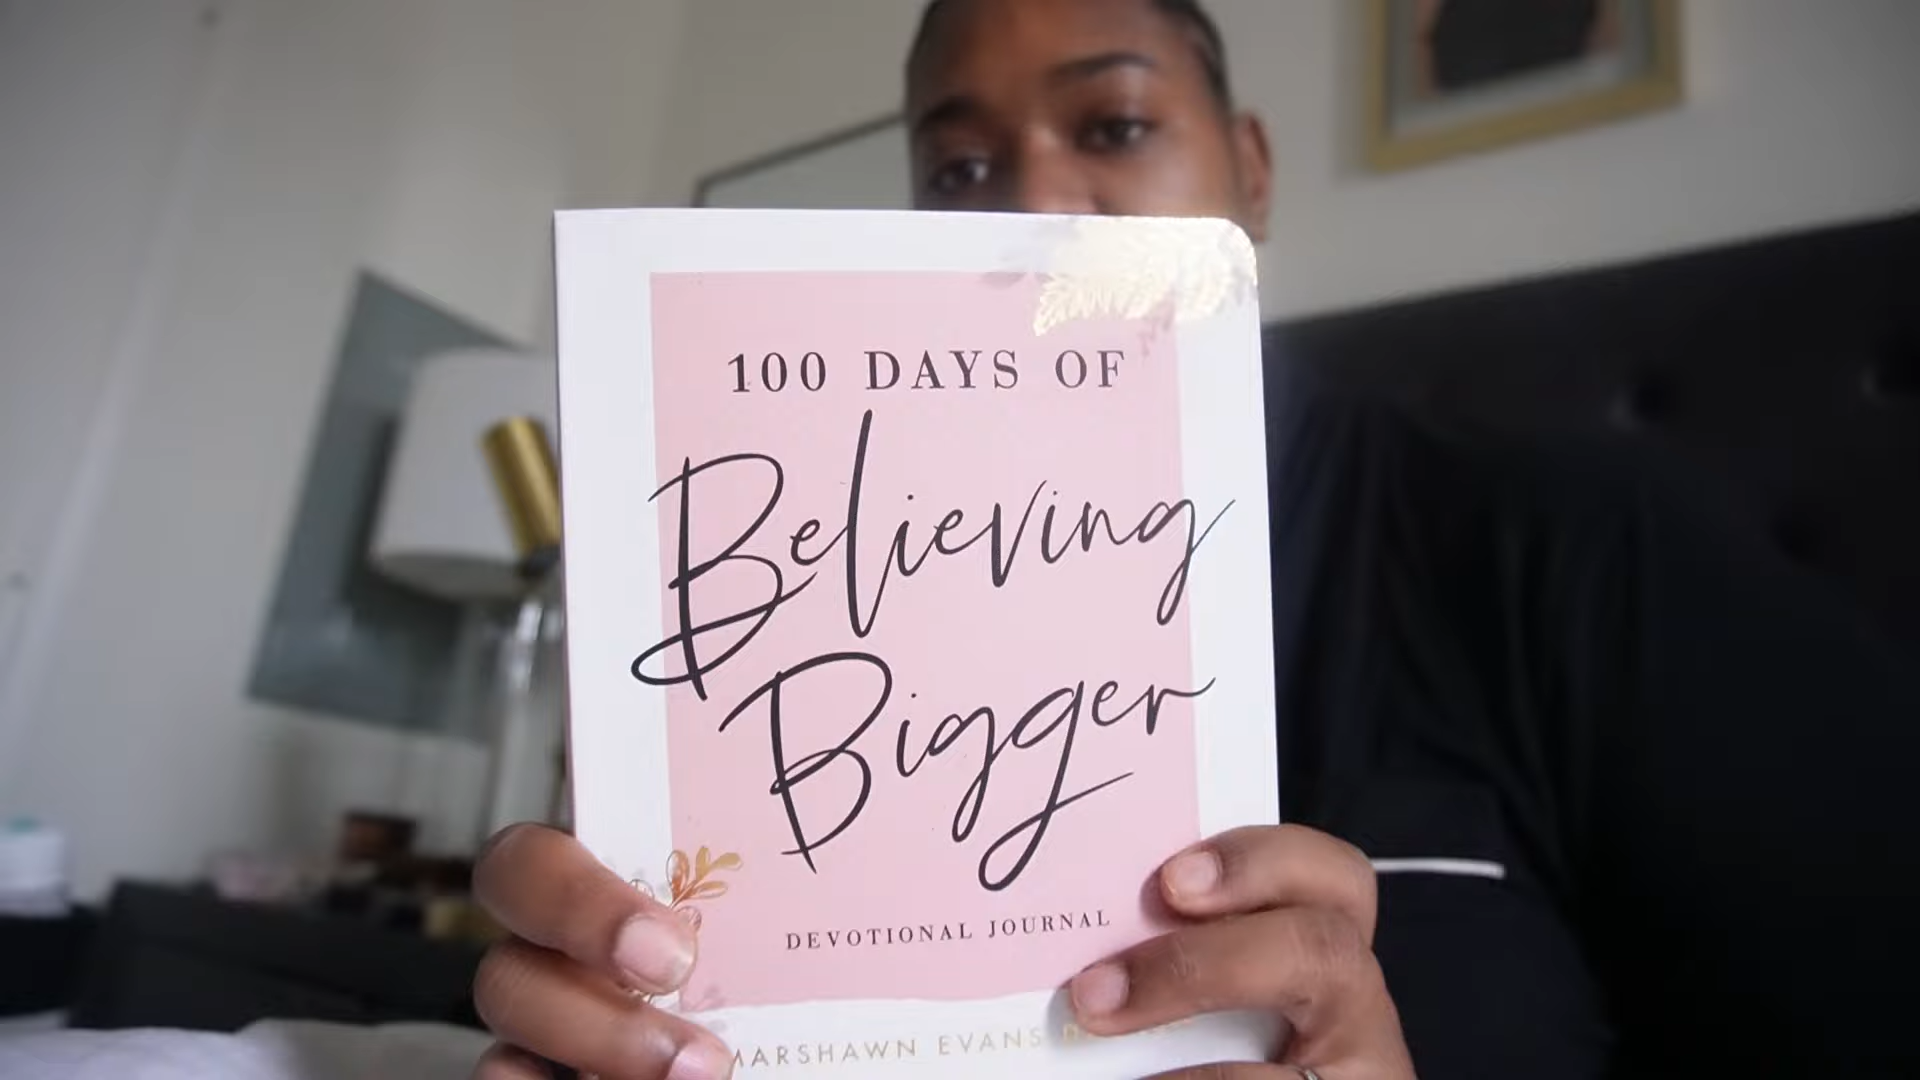 100 DAYS OF
Believing
Bigger
DEVOTIONAL JOURNAL
MARSHAWN EVANS